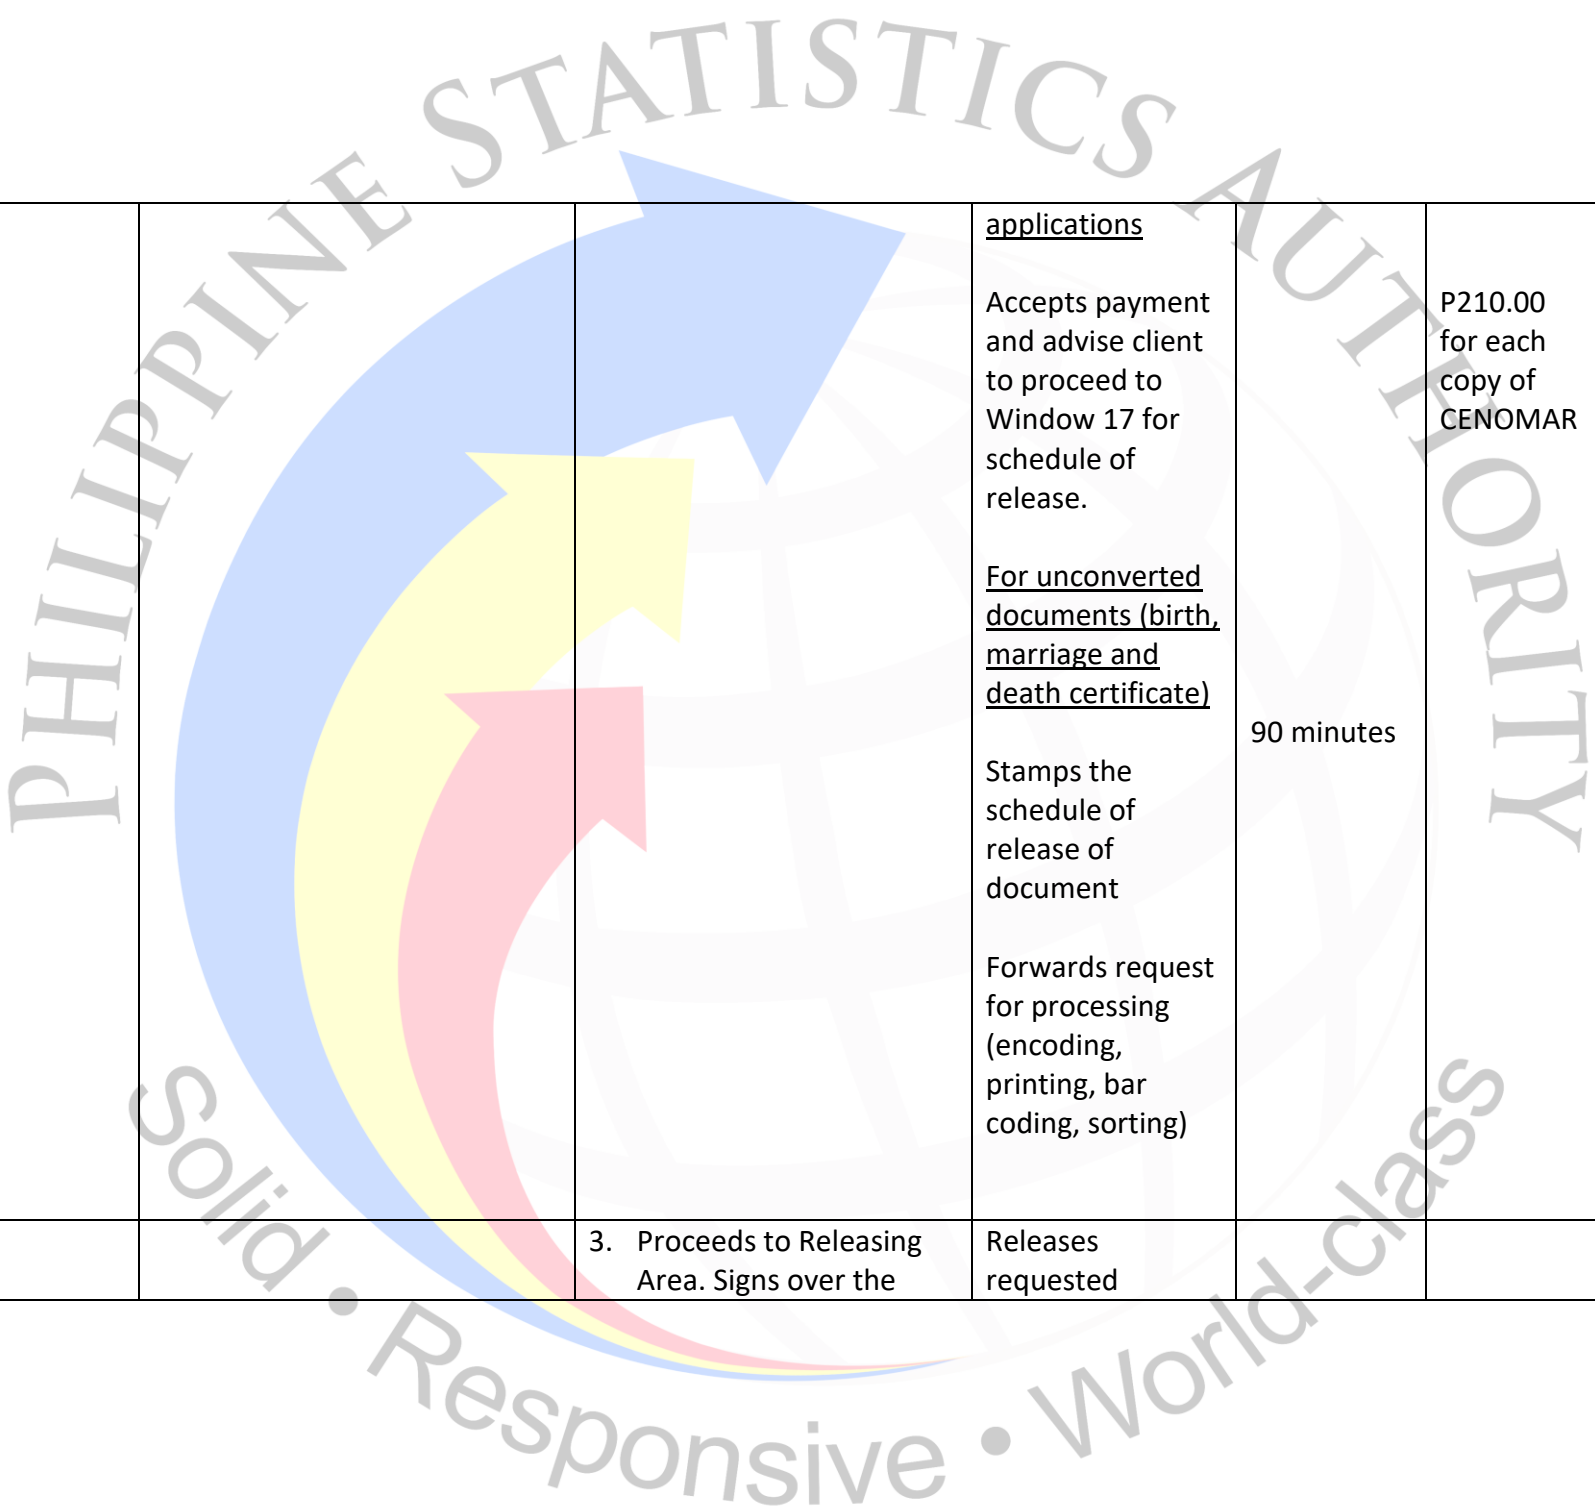 PHILIPPINE STATISTICS AUTHORITY
applications
Accepts payment
and advise client
to proceed to
Window 17 for
schedule of
release.
For unconverted
documents (birth,
marriage and
death certificate)
Stamps the
schedule of
release of
document
Forwards request
for processing
(encoding,
printing, bar
coding, sorting)
90 minutes
P210.00
for each
copy of
CENOMAR
3. Proceeds to Releasing
Area. Signs over the
Releases
requested
Solid • Responsive • World-class